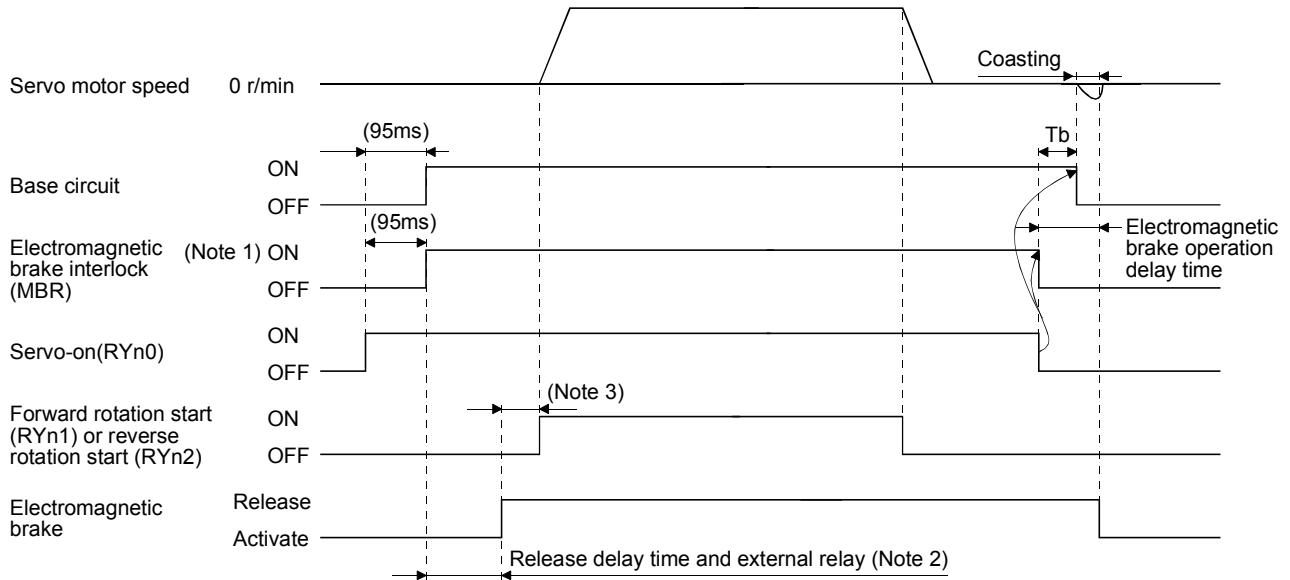 Coasting
Servo motor speed 0 r/min
(95ms)
Tb
Base circuit
ON
OFF
(95ms)
Electromagnetic
brake operation
delay time
Electromagnetic
brake interlock
(MBR)
(Note 1) ON
OFF
Servo-on(RYn0)
ON
OFF
(Note 3)
Forward rotation start
(RYn1) or reverse
rotation start (RYn2)
ON
OFF
Electromagnetic
brake
Release
Activate
Release delay time and external relay (Note 2)